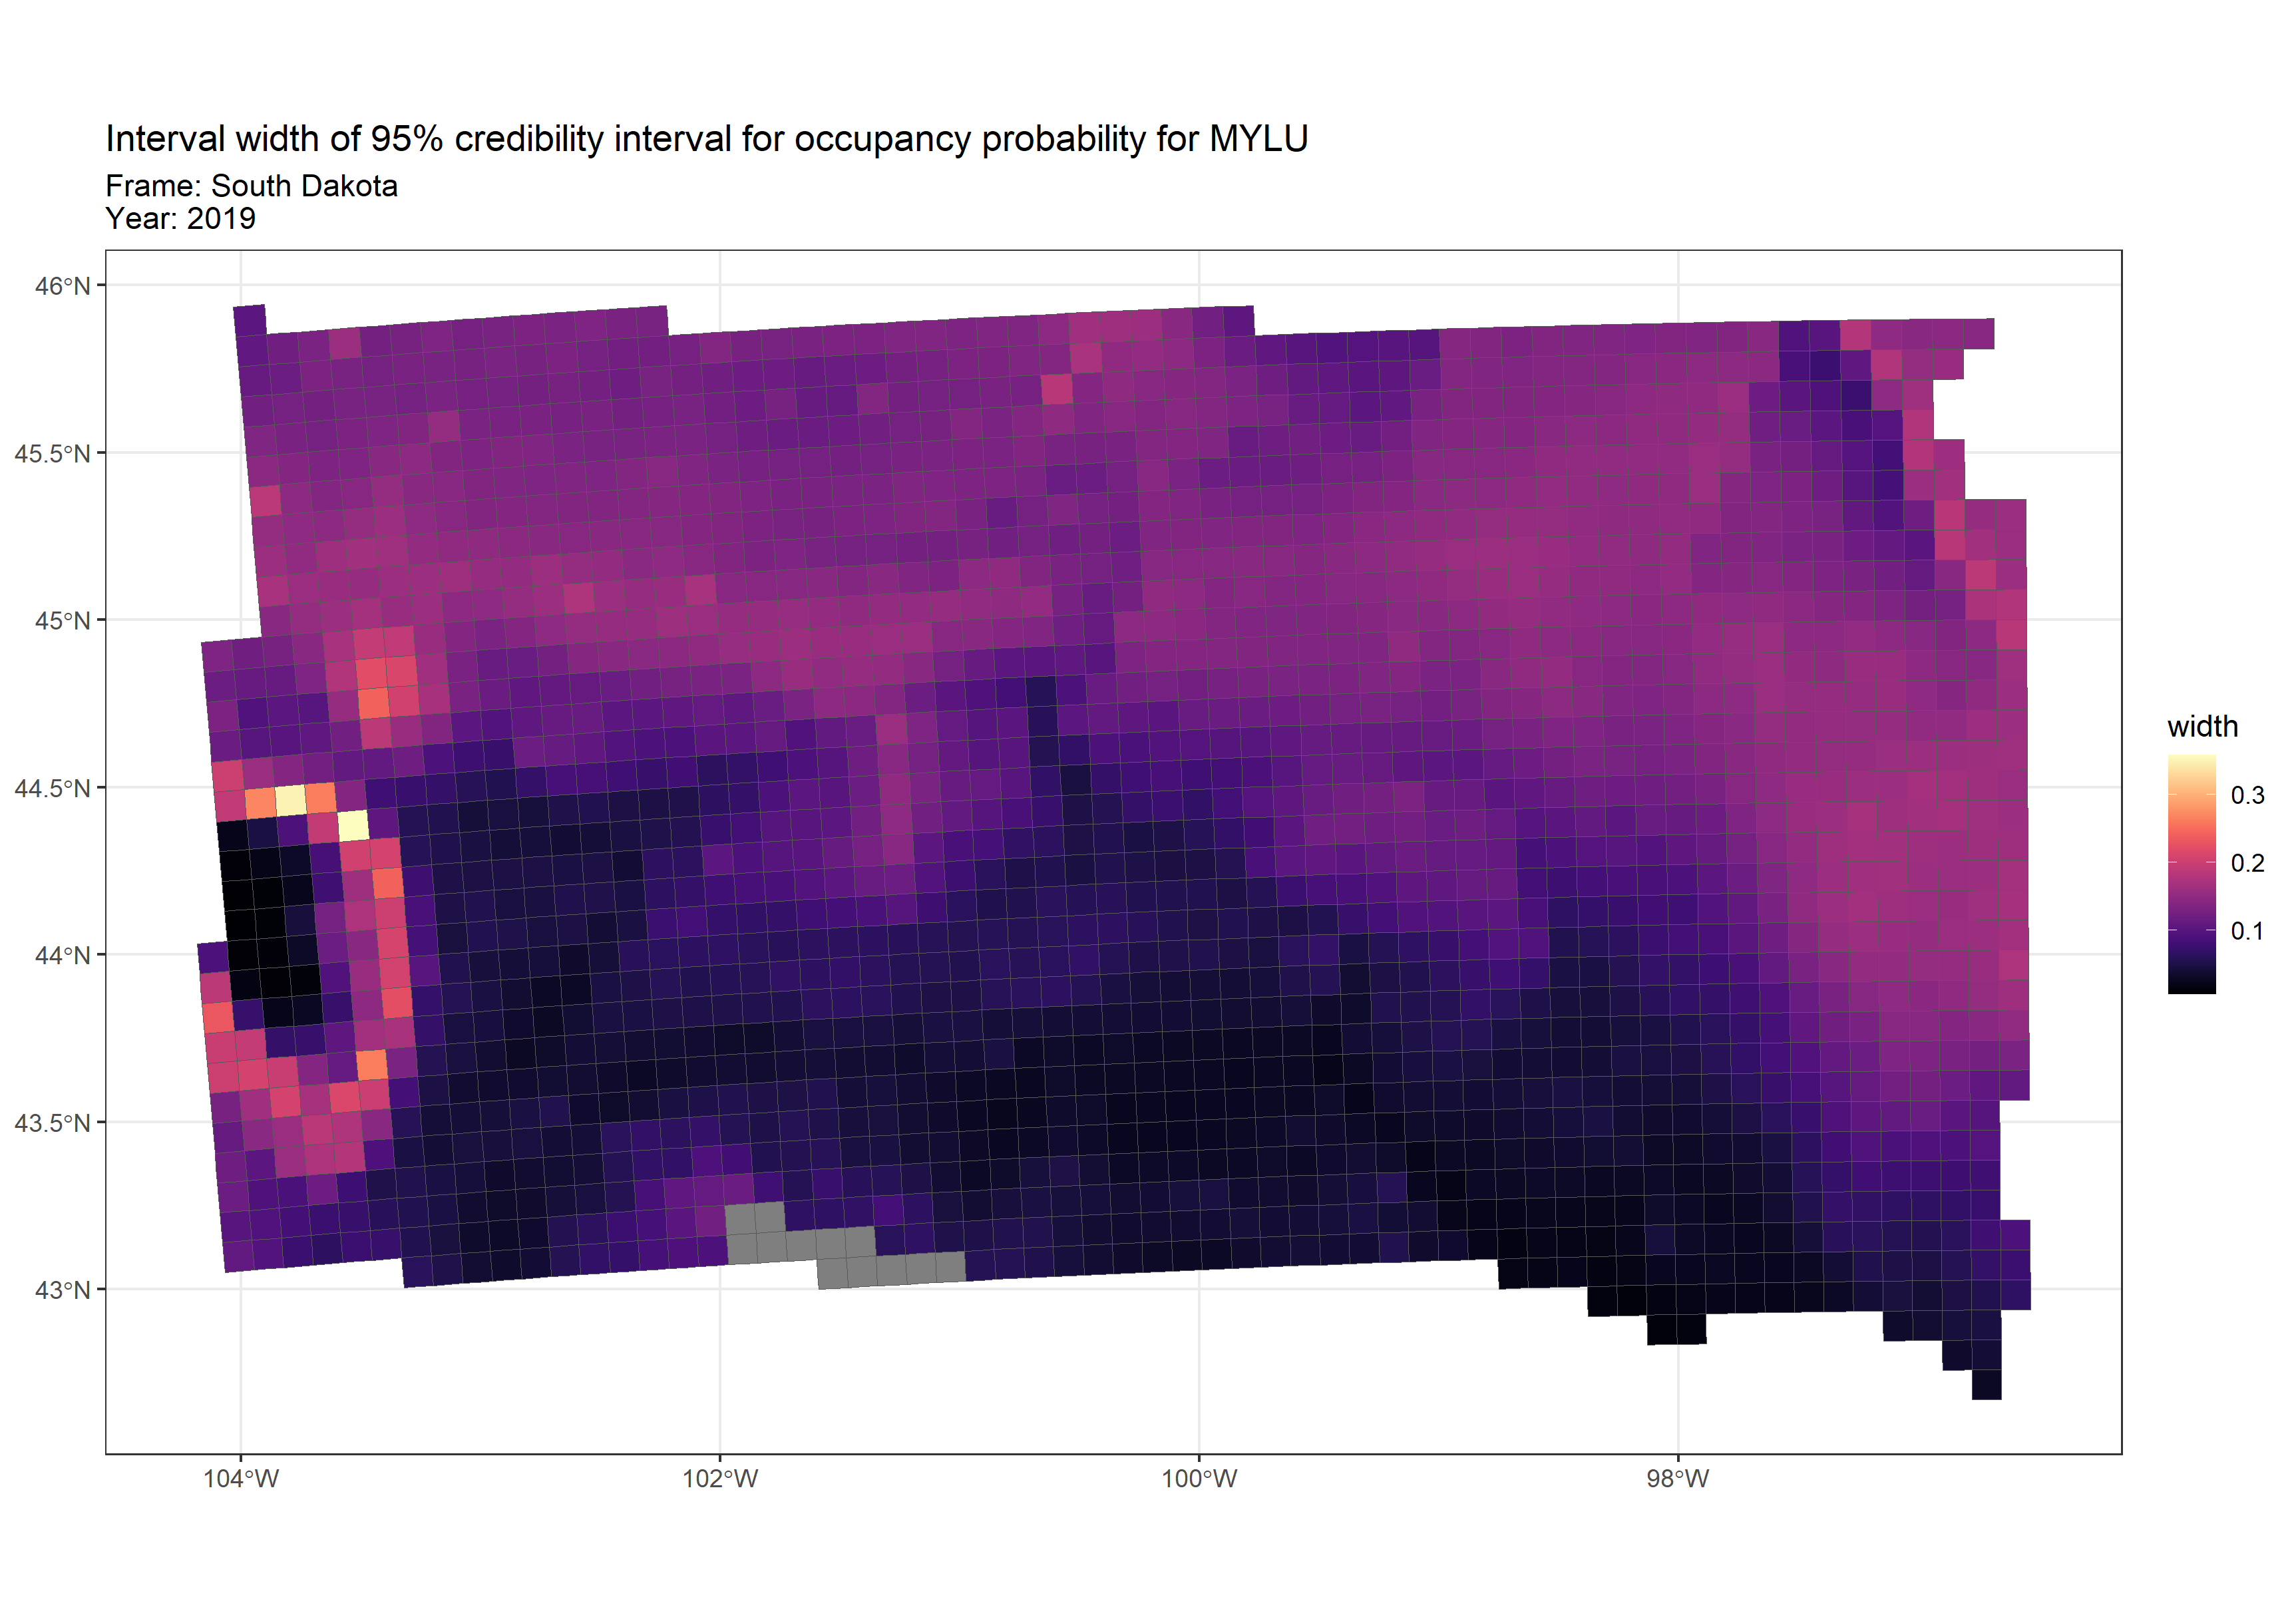 Interval width of 95% credibility interval for occupancy probability for MYLU
Frame: South Dakota
Year: 2019
46°N
45.5°N
45°N
44.5°N
44°N
43.5°N
43°N
104°W
102°W
100°W
98°W
width
0.3
0.2
0.1